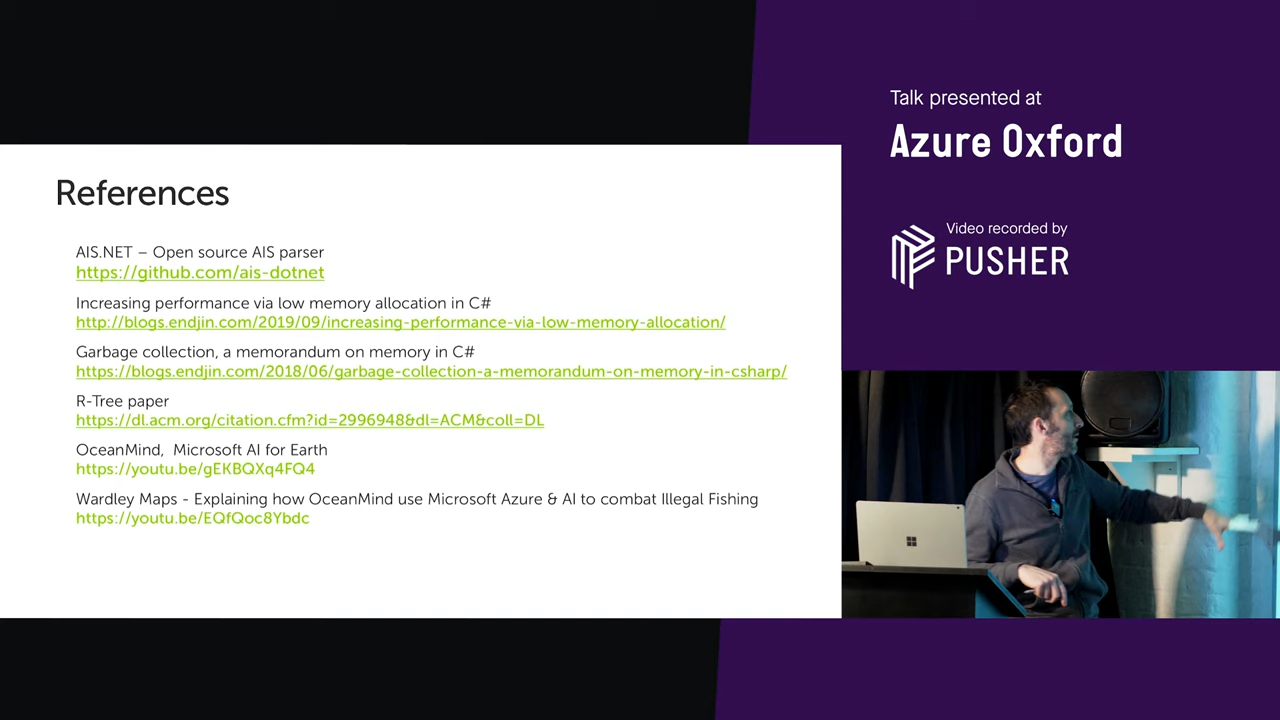 References
AIS.NET – Open source AIS parser
https://github.com/ais-dotnet
Increasing performance via low memory allocation in C#
http://blogs.endjin.com/2019/09/increasing-performance-via-low-memory-allocation/
Garbage collection, a memorandum on memory in C#
https://blogs.endjin.com/2018/06/garbage-collection-a-memorandum-on-memory-in-csharp/
R-Tree paper
https://dl.acm.org/citation.cfm?id=2996948&dl=ACM&coll=DL
OceanMind,  Microsoft AI for Earth
https://youtu.be/gEKBQXq4FQ4
Wardley Maps - Explaining how OceanMind use Microsoft Azure & AI to combat Illegal Fishing
https://youtu.be/EQfQoc8Ybdc
Talk presented at
Azure Oxford
Video recorded by
PUSHER